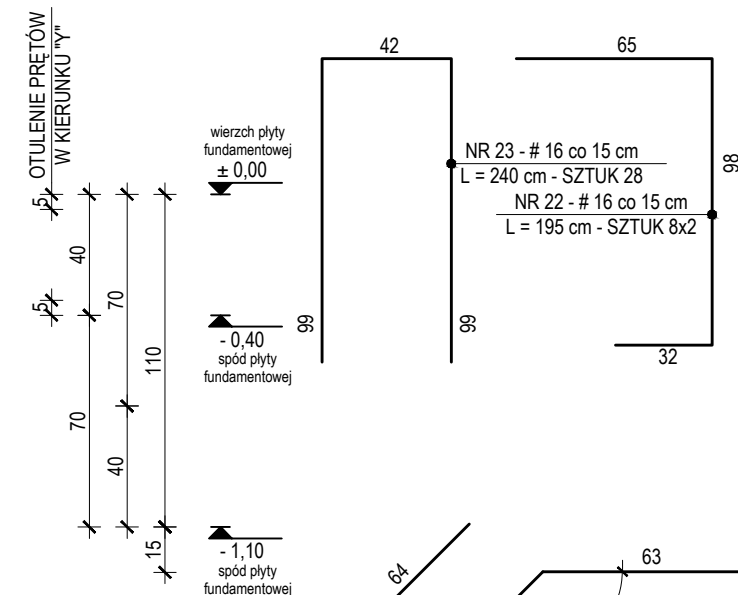 OTULENIE PRĘTÓW
W KIERUNKU "Y"
42
65
wierzch płyty
fundamentowej
± 0,00
NR 23 - # 16 co 15 cm
L = 240 cm - SZTUK 28
98
NR 22 - # 16 co 15 cm
L = 195 cm - SZTUK 8x2
5
40
70
5
110
99
99
- 0,40
spód płyty
fundamentowej
32
70
40
15
- 1,10
spód płyty
fundamentowej
64
63